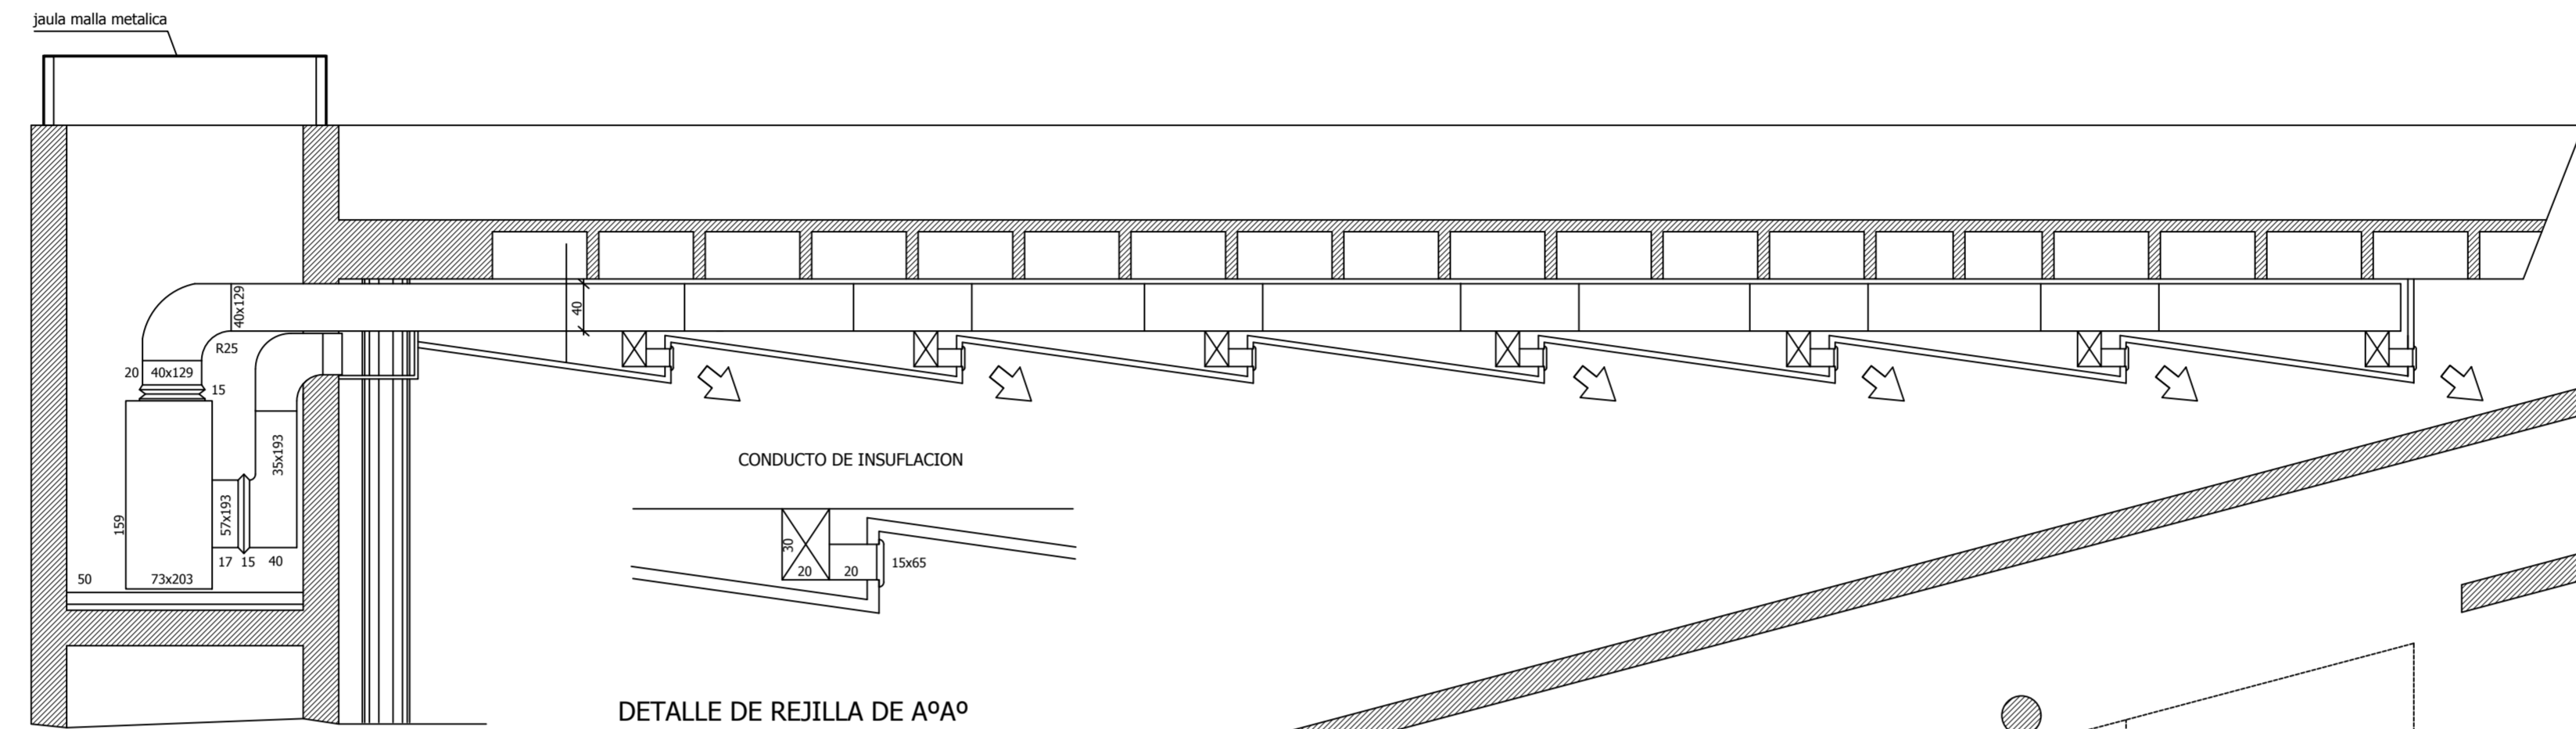 jaula malla metalica
40x129
40
R25
20
40x129
15
35x193
57x193
159
17
15
40
50
73x203
CONDUCTO DE INSUFLACION
30
20
20
15x65
DETALLE DE REJILLA DE AºAº